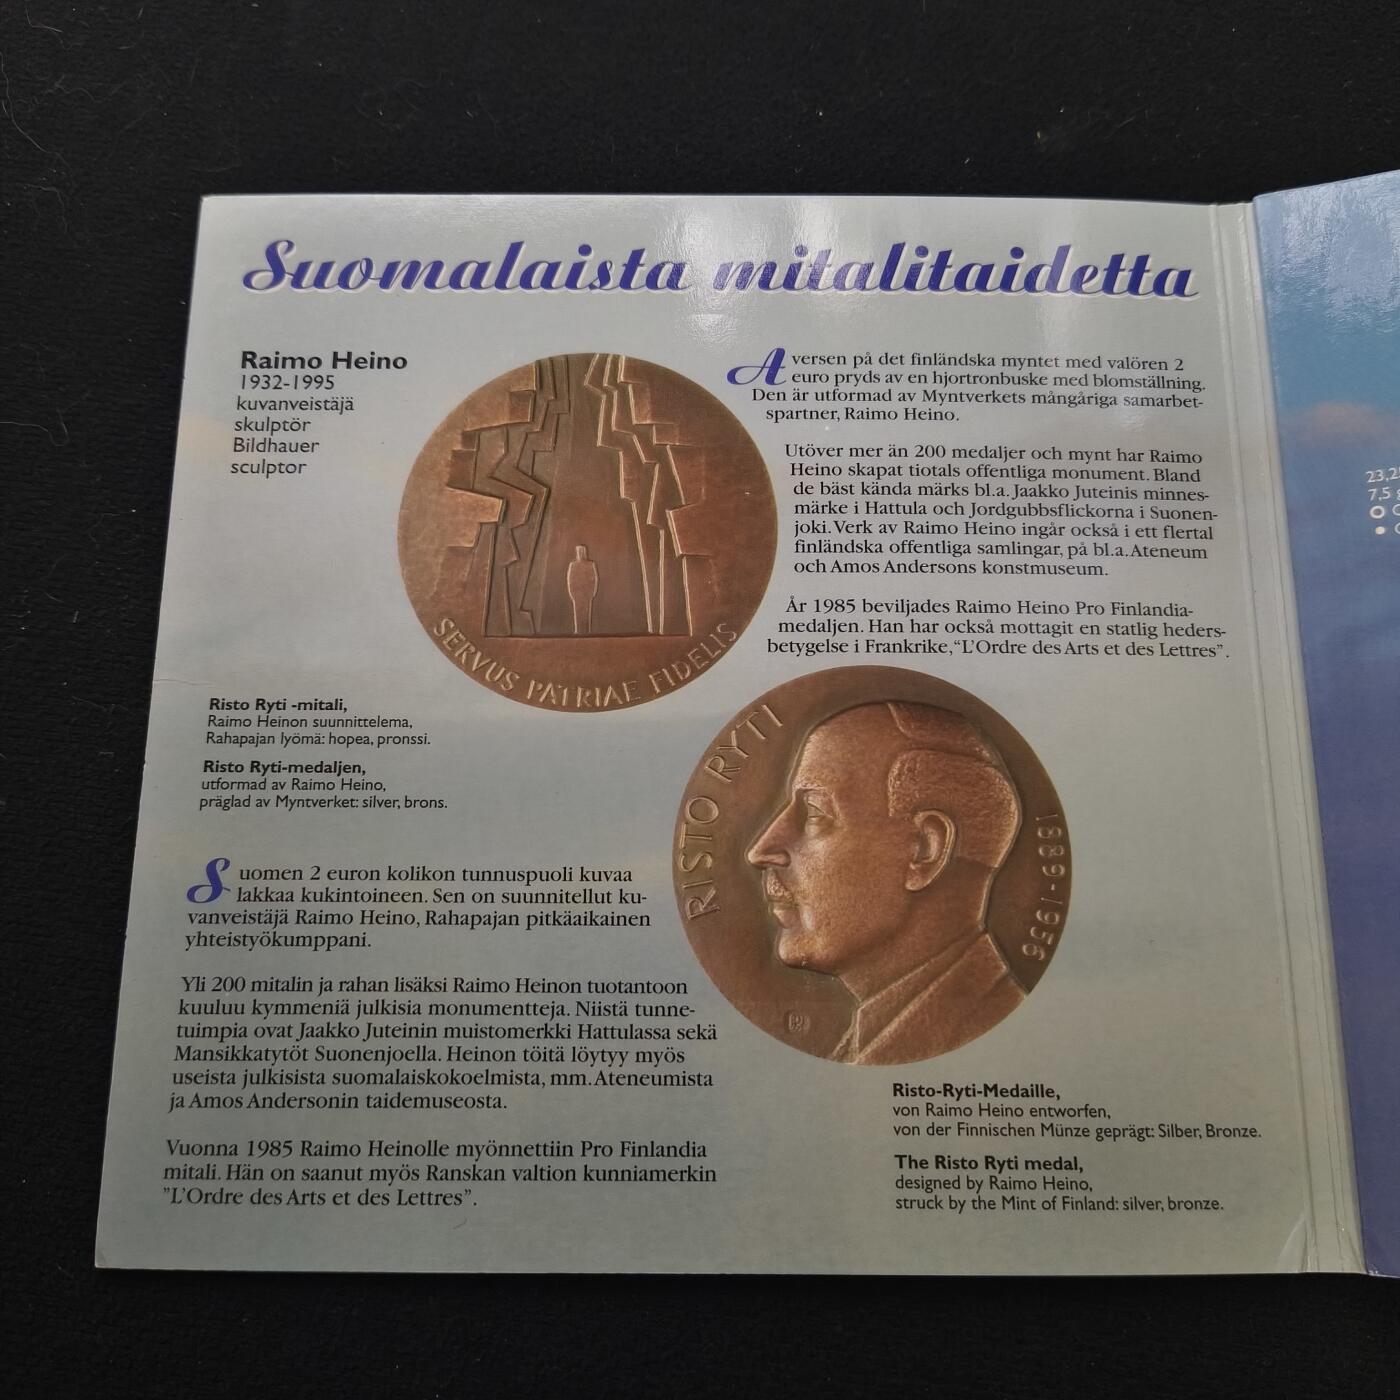 Suomalaista mitalitaidetta
Raimo Heino
1932-1995
kuvanveistäjä
skulptör
Bildhauer
sculptor
SERVUS PATRIAE FIDELIS
Aversen på det finländska myntet med valören 2
euro pryds av en hjortronbuske med blomställning.
Den är utformad av Myntverkets mångåriga samarbet-
spartner, Raimo Heino.
Utöver mer än 200 medaljer och mynt har Raimo
Heino skapat tiotals offentliga monument. Bland
de bäst kända märks bl.a. Jaakko Juteinis minnes-
märke i Hattula och Jordgubbsflickorna i Suonen-
joki. Verk av Raimo Heino ingår också i ett flertal
finländska offentliga samlingar, på bl.a. Ateneum
och Amos Andersons konstmuseum.
År 1985 beviljades Raimo Heino Pro Finlandia-
medaljen. Han har också mottagit en statlig heders-
betygelse i Frankrike, “L'Ordre des Arts et des Lettres”.
Risto Ryti -mitali,
Raimo Heinon suunnittelema,
Rahapajan lyömä: hopea, pronssi.
Risto Ryti-medaljen,
utformad av Raimo Heino,
präglad av Myntverket: silver, brons.
RISTO RYTI
1889-1956
Suomen 2 euron kolikon tunnuspuoli kuvaa
lakkaa kukintoineen. Sen on suunnitellut ku-
vanveistäjä Raimo Heino, Rahapajan pitkäaikainen
yhteistyökumppani.
Yli 200 mitalin ja rahan lisäksi Raimo Heinon tuotantoon
kuuluu kymmeniä julkisia monumentteja. Niistä tunne-
tuimpia ovat Jaakko Juteinin muistomerkki Hattulassa sekä
Mansikkatytöt Suonenjoella. Heinon töitä löytyy myös
useista julkisista suomalaiskokoelmista, mm. Ateneumista
ja Amos Andersonin taidemuseosta.
Vuonna 1985 Raimo Heinolle myönnettiin Pro Finlandia
mitali. Hän on saanut myös Ranskan valtion kunniamerkin
”L'Ordre des Arts et des Lettres”.
Risto-Ryti-Medaille,
von Raimo Heino entworfen,
von der Finnischen Münze geprägt: Silber, Bronze.
The Risto Ryti medal,
designed by Raimo Heino,
struck by the Mint of Finland: silver, bronze.
7,5